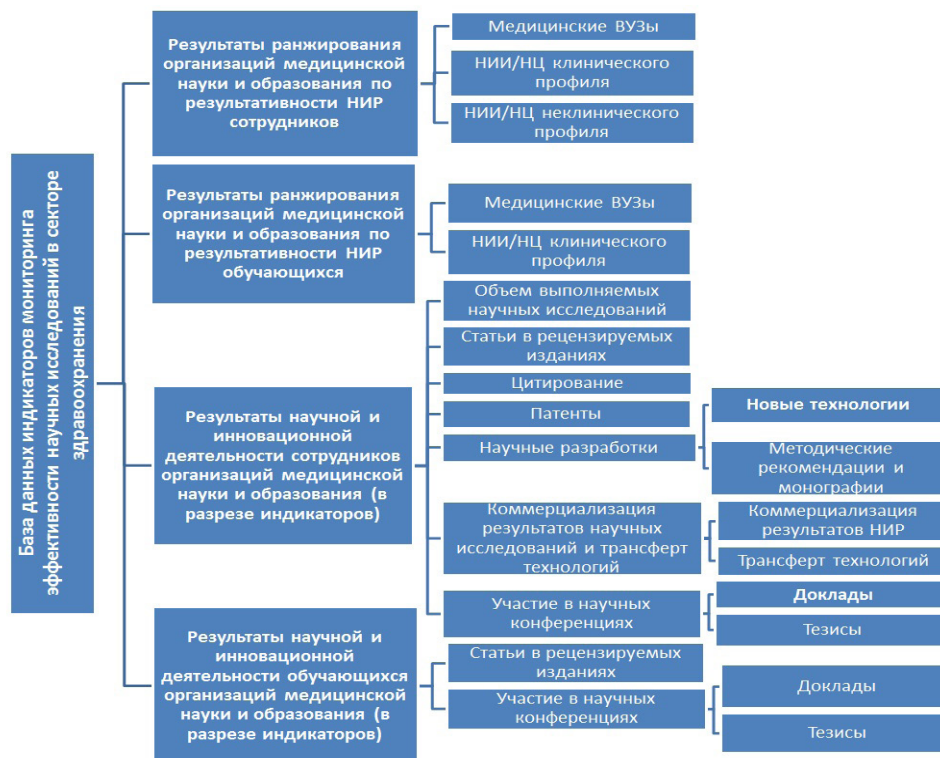 База данных индикаторов мониторинга
эффективности научных исследований в секторе
здравоохранения
Результаты ранжирования
организаций медицинской
науки и образования по
результативности НИР
сотрудников
Медицинские ВУЗы
НИИ/НЦ клинического
профиля
НИИ/НЦ неклинического
профиля
Результаты ранжирования
организаций медицинской
науки и образования по
результативности НИР
обучающихся
Медицинские ВУЗы
НИИ/НЦ клинического
профиля
Результаты научной и
инновационной
деятельности сотрудников
организаций медицинской
науки и образования (в
разрезе индикаторов)
Объем выполняемых
научных исследований
Статьи в рецензируемых
изданиях
Цитирование
Патенты
Научные разработки
Новые технологии
Методические
рекомендации и
монографии
Коммерциализация
результатов научных
исследований и трансферт
технологий
Коммерциализация
результатов НИР
Трансферт технологий
Участие в научных
конференциях
Доклады
Тезисы
Результаты научной и
инновационной
деятельности обучающихся
организаций медицинской
науки и образования (в
разрезе индикаторов)
Статьи в рецензируемых
изданиях
Участие в научных
конференциях
Доклады
Тезисы